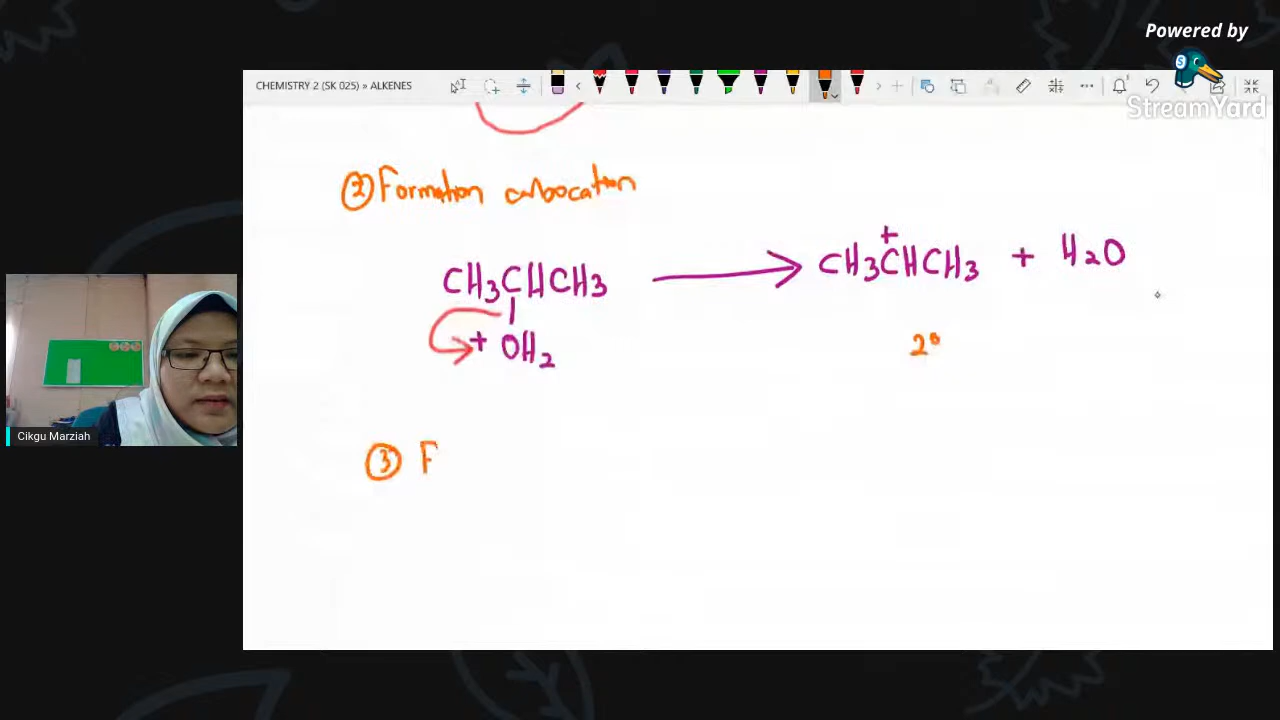 Powered by
StreamYard
CHEMISTRY 2 (SK 025) » ALKENES
② Formation carbocation
CH3CHCH3 → CH3CHCH3 + H2O
+
+ OH2
2°
Cikgu Marziah
③ F